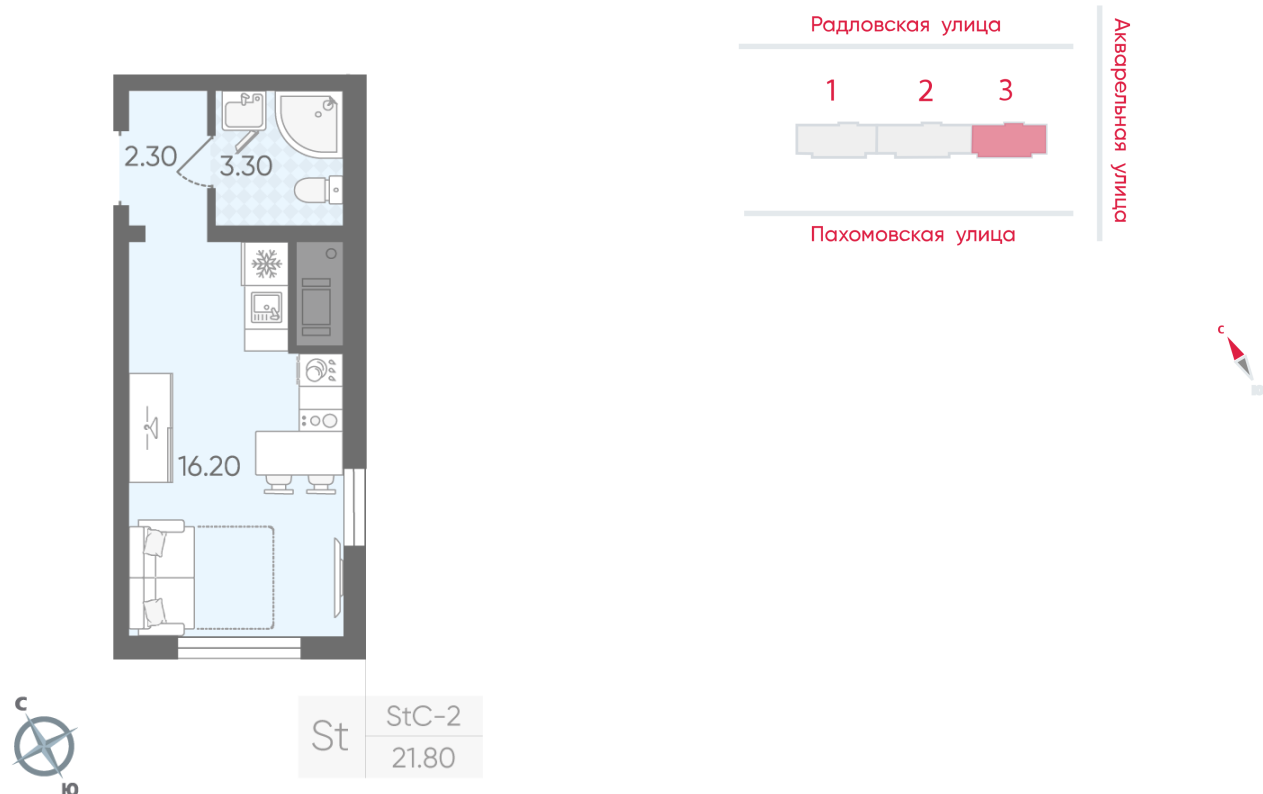 Радловская улица
Акварельная улица
1 2 3
Пахомовская улица
2.30
3.30
16.20
с
С
Ю
St
StC-2
21.80